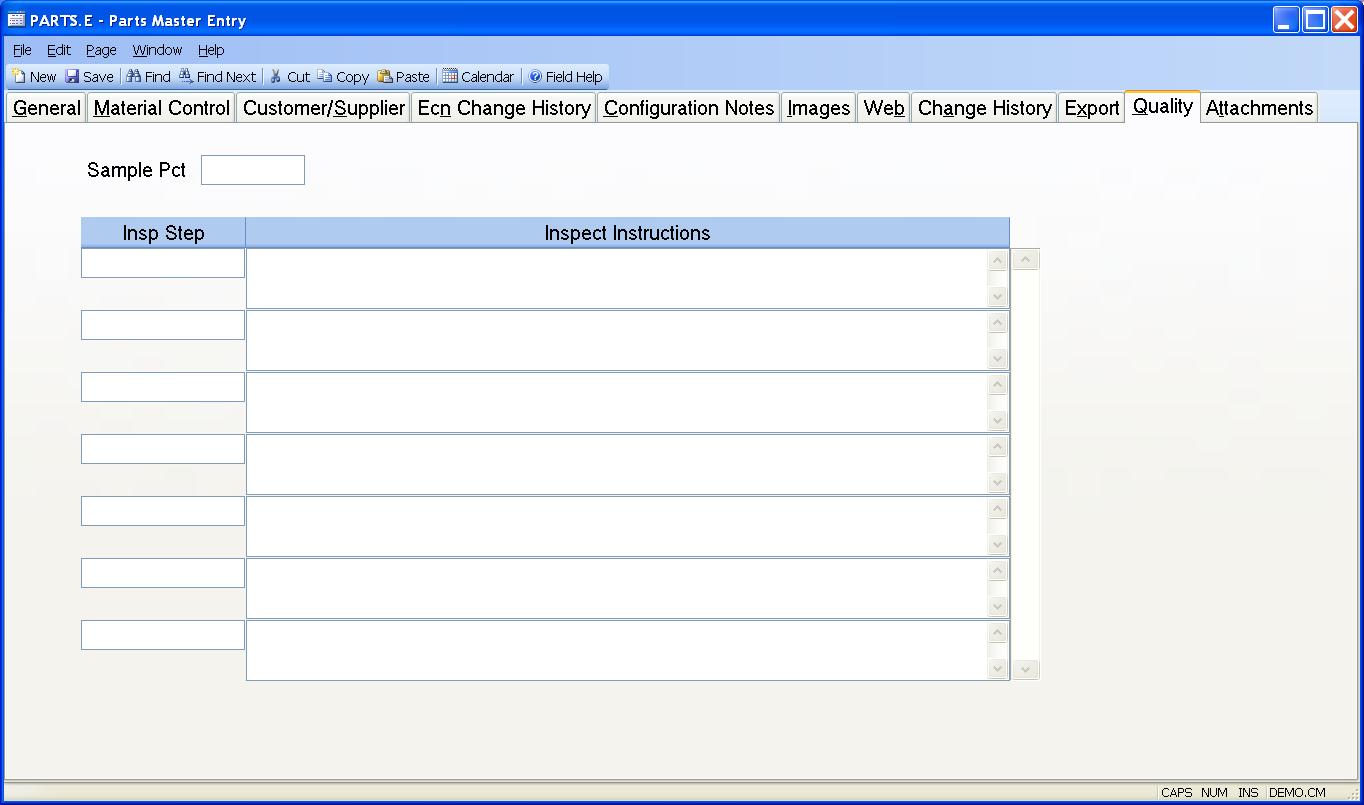 PARTS.E - Parts Master Entry
File Edit Page Window Help
New Save Find Find Next Cut Copy Paste Calendar Field Help
General Material Control Customer/Supplier Ecn Change History Configuration Notes Images Web Change History Export Quality Attachments
Sample Pct
Insp Step Inspect Instructions
CAPS NUM INS DEMO.CM